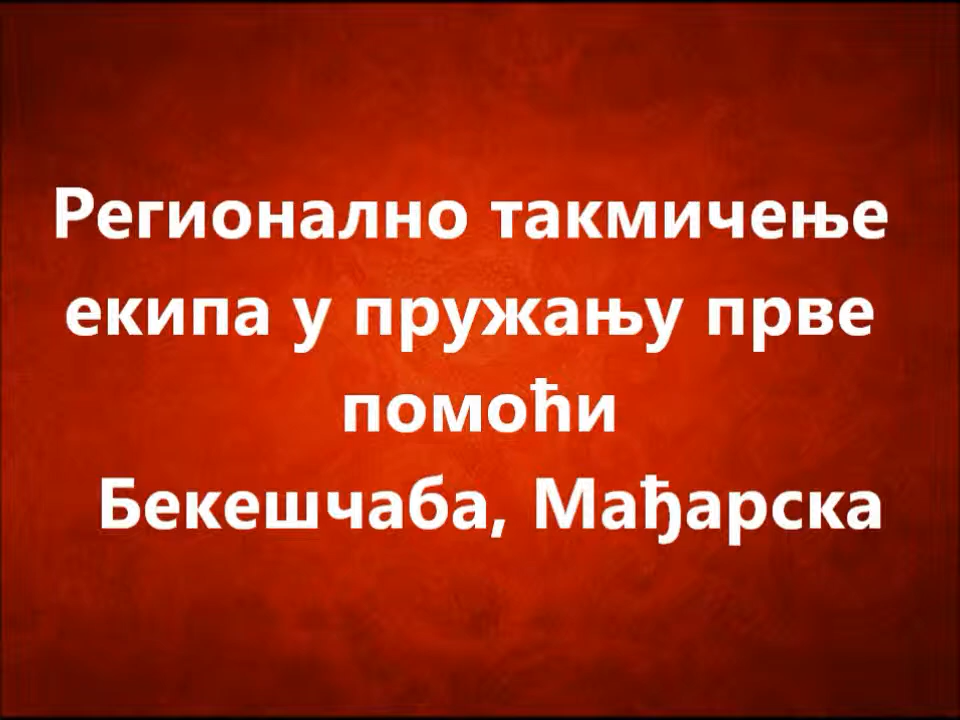 Регионално такмичење
екипа у пружању прве
помоћи
Бекешчаба, Мађарска